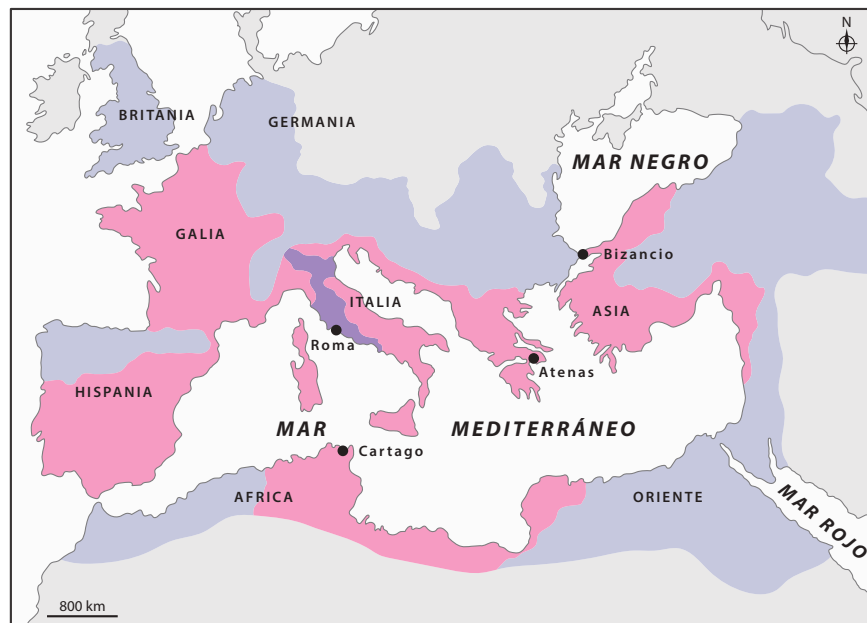 N
BRITANIA
GERMANIA
MAR NEGRO
GALIA
Bizancio
ITALIA
ASIA
Roma
Atenas
HISPANIA
MAR MEDITERRÁNEO
Cartago
AFRICA
ORIENTE
MAR ROJO
800 km